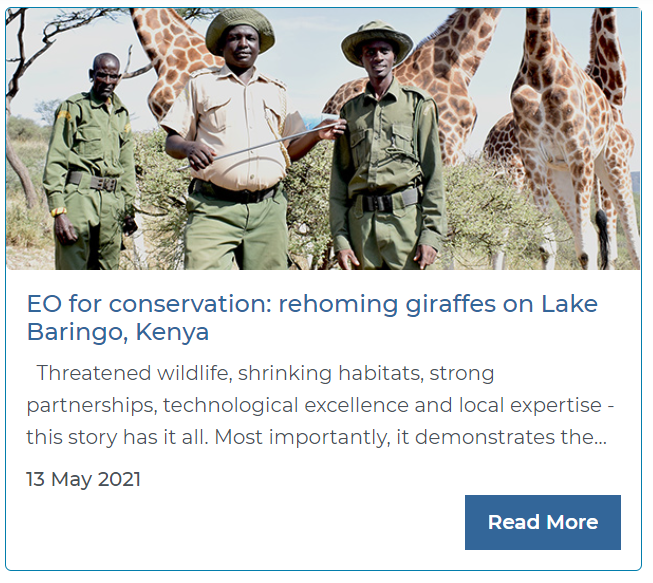 EO for conservation: rehoming giraffes on Lake
Baringo, Kenya
Threatened wildlife, shrinking habitats, strong
partnerships, technological excellence and local expertise -
this story has it all. Most importantly, it demonstrates the...
13 May 2021
Read More